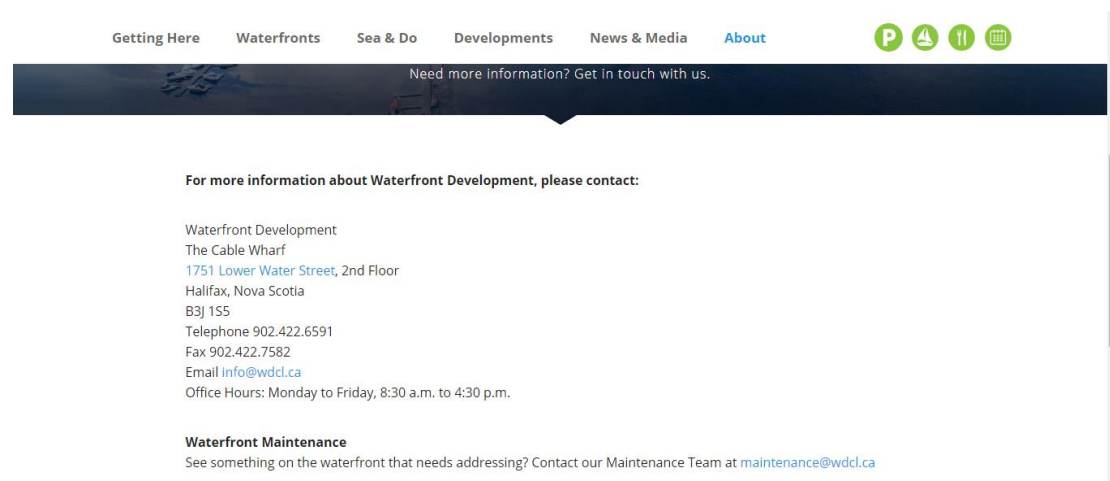 Getting Here Waterfronts Sea & Do Developments News & Media About P
Need more information? Get in touch with us.
For more information about Waterfront Development, please contact:
Waterfront Development
The Cable Wharf
1751 Lower Water Street, 2nd Floor
Halifax, Nova Scotia
B3J 1S5
Telephone 902.422.6591
Fax 902.422.7582
Email info@wdcl.ca
Office Hours: Monday to Friday, 8:30 a.m. to 4:30 p.m.
Waterfront Maintenance
See something on the waterfront that needs addressing? Contact our Maintenance Team at maintenance@wdcl.ca